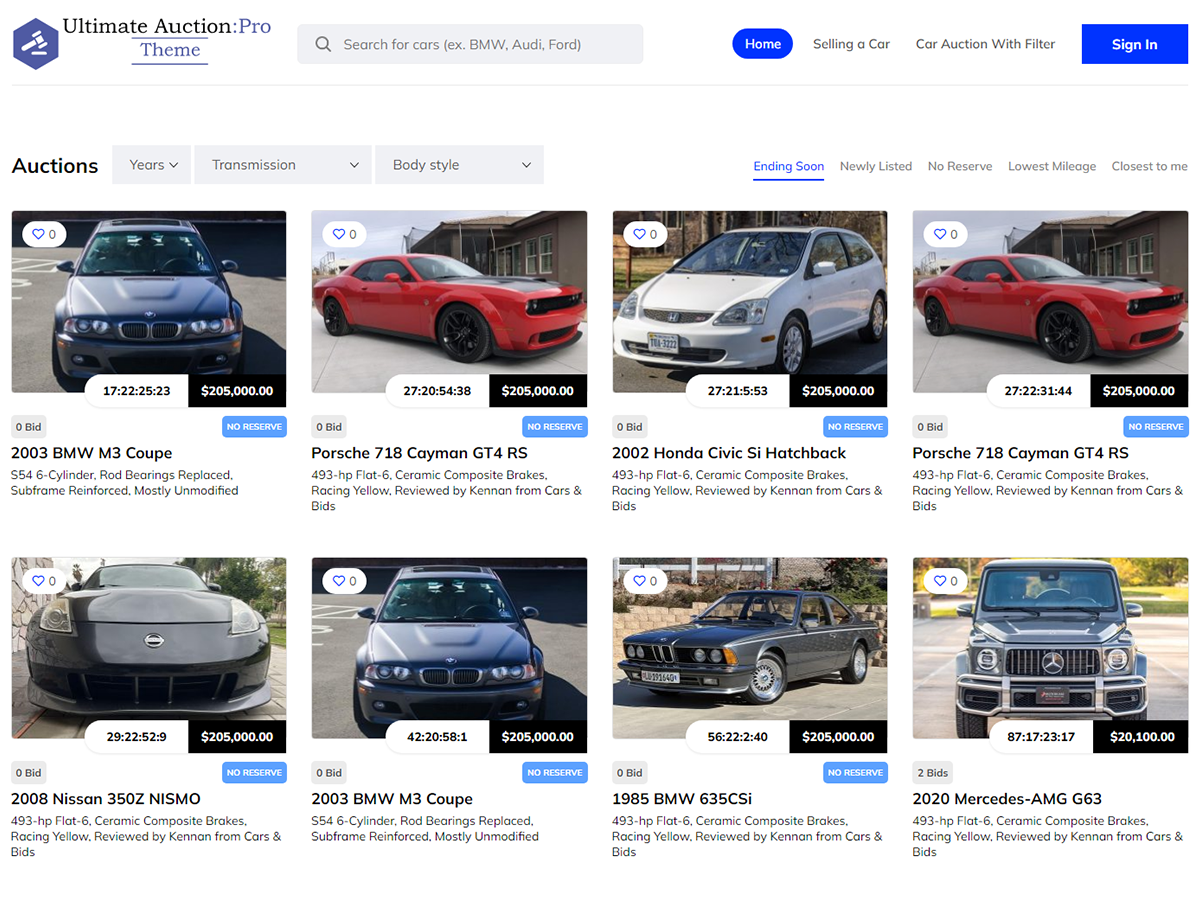 Ultimate Auction:Pro
Theme
Search for cars (ex. BMW, Audi, Ford)
Home
Selling a Car
Car Auction With Filter
Sign In
Auctions
Years
Transmission
Body style
Ending Soon
Newly Listed
No Reserve
Lowest Mileage
Closest to me
0
0
0
0
TWA-3223
17:22:25:23
$205,000.00
27:20:54:38
$205,000.00
27:21:5:53
$205,000.00
27:22:31:44
$205,000.00
0 Bid
NO RESERVE
0 Bid
NO RESERVE
0 Bid
NO RESERVE
0 Bid
NO RESERVE
2003 BMW M3 Coupe
Porsche 718 Cayman GT4 RS
2002 Honda Civic Si Hatchback
Porsche 718 Cayman GT4 RS
S54 6-Cylinder, Rod Bearings Replaced,
Subframe Reinforced, Mostly Unmodified
493-hp Flat-6, Ceramic Composite Brakes,
Racing Yellow, Reviewed by Kennan from Cars &
Bids
493-hp Flat-6, Ceramic Composite Brakes,
Racing Yellow, Reviewed by Kennan from Cars &
Bids
493-hp Flat-6, Ceramic Composite Brakes,
Racing Yellow, Reviewed by Kennan from Cars &
Bids
0
0
0
0
29:22:52:9
$205,000.00
42:20:58:1
$205,000.00
56:22:2:40
$205,000.00
87:17:23:17
$20,100.00
0 Bid
NO RESERVE
0 Bid
NO RESERVE
0 Bid
NO RESERVE
2 Bids
2008 Nissan 350Z NISMO
2003 BMW M3 Coupe
1985 BMW 635CSi
2020 Mercedes-AMG G63
493-hp Flat-6, Ceramic Composite Brakes,
Racing Yellow, Reviewed by Kennan from Cars &
Bids
S54 6-Cylinder, Rod Bearings Replaced,
Subframe Reinforced, Mostly Unmodified
493-hp Flat-6, Ceramic Composite Brakes,
Racing Yellow, Reviewed by Kennan from Cars &
Bids
493-hp Flat-6, Ceramic Composite Brakes,
Racing Yellow, Reviewed by Kennan from Cars &
Bids